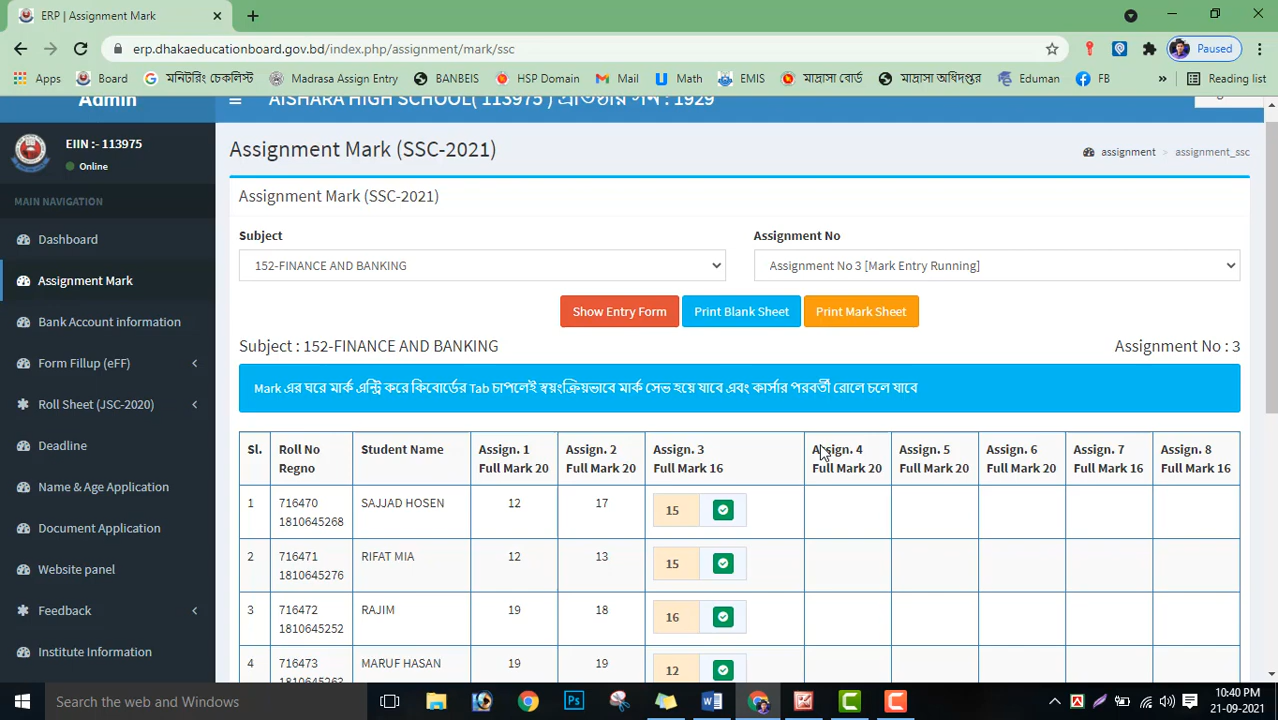 ERP | Assignment Mark
erp.dhakaeducationboard.gov.bd/index.php/assignment/mark/ssc
Paused
Apps Board মনিটরিং চেকলিস্ট Madrasa Assign Entry BANBEIS HSP Domain Mail Math EMIS মাদ্রাসা বোর্ড মাদ্রাসা অধিদপ্তর Eduman FB » Reading list
Admin
AISHARA HIGH SCHOOL( 113975 ) : 1929
EIIN :- 113975
Online
MAIN NAVIGATION
Dashboard
Assignment Mark
Bank Account information
Form Fillup (eFF)
Roll Sheet (JSC-2020)
Deadline
Name & Age Application
Document Application
Website panel
Feedback
Institute Information
Assignment Mark (SSC-2021)
assignment > assignment_ssc
Assignment Mark (SSC-2021)
Subject Assignment No
152-FINANCE AND BANKING Assignment No 3 [Mark Entry Running]
Show Entry Form Print Blank Sheet Print Mark Sheet
Subject : 152-FINANCE AND BANKING Assignment No : 3
Mark এর ঘরে মার্ক এন্ট্রি করে কিবোর্ডের Tab চাপলেই স্বয়ংক্রিয়ভাবে মার্ক সেভ হয়ে যাবে এবং কার্সার পরবর্তী রোলে চলে যাবে
Sl. Roll No Student Name Assign. 1 Assign. 2 Assign. 3 Assign. 4 Assign. 5 Assign. 6 Assign. 7 Assign. 8
Regno Full Mark 20 Full Mark 20 Full Mark 16 Full Mark 20 Full Mark 20 Full Mark 20 Full Mark 16 Full Mark 16
1 716470 SAJJAD HOSEN 12 17 15
1810645268
2 716471 RIFAT MIA 12 13 15
1810645276
3 716472 RAJIM 19 18 16
1810645252
4 716473 MARUF HASAN 19 19 12
1810645263
Search the web and Windows
10:40 PM
21-09-2021